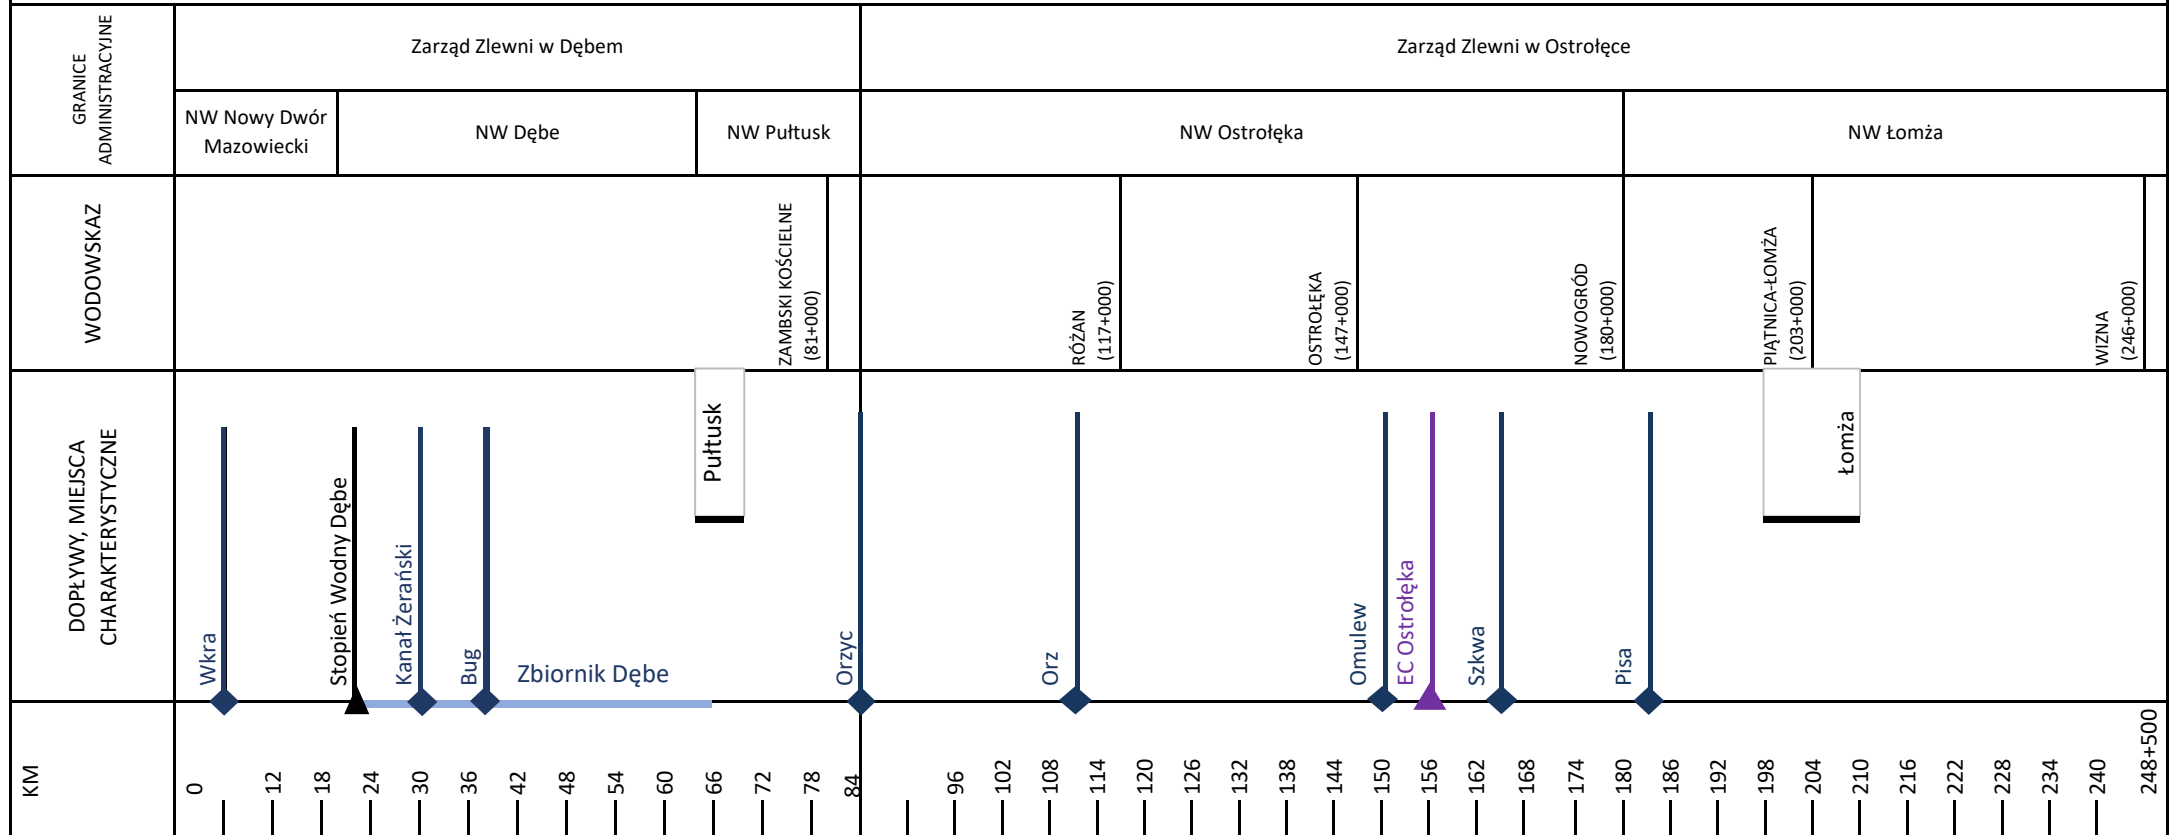 GRANICE
ADMINISTRACYJNE
Zarząd Zlewni w Dębem
Zarząd Zlewni w Ostrołęce
NW Nowy Dwór
Mazowiecki
NW Dębe
NW Pułtusk
NW Ostrołęka
NW Łomża
WODOWSKAZ
ZAMBSKI KOŚCIELNE
(81+000)
RÓŻAN
(117+000)
OSTROŁĘKA
(147+000)
NOWOGRÓD
(180+000)
PIĄTNICA-ŁOMŻA
(203+000)
WIZNA
(246+000)
DOPŁYWY, MIEJSCA
CHARAKTERYSTYCZNE
Wkra
Stopień Wodny Dębe
Kanał Żerański
Bug
Zbiornik Dębe
Pułtusk
Orzyc
Orz
Omulew
EC Ostrołęka
Szkwa
Pisa
Łomża
KM
0
12
18
24
30
36
42
48
54
60
66
72
78
84
96
102
108
114
120
126
132
138
144
150
156
162
168
174
180
186
192
198
204
210
216
222
228
234
240
248+500